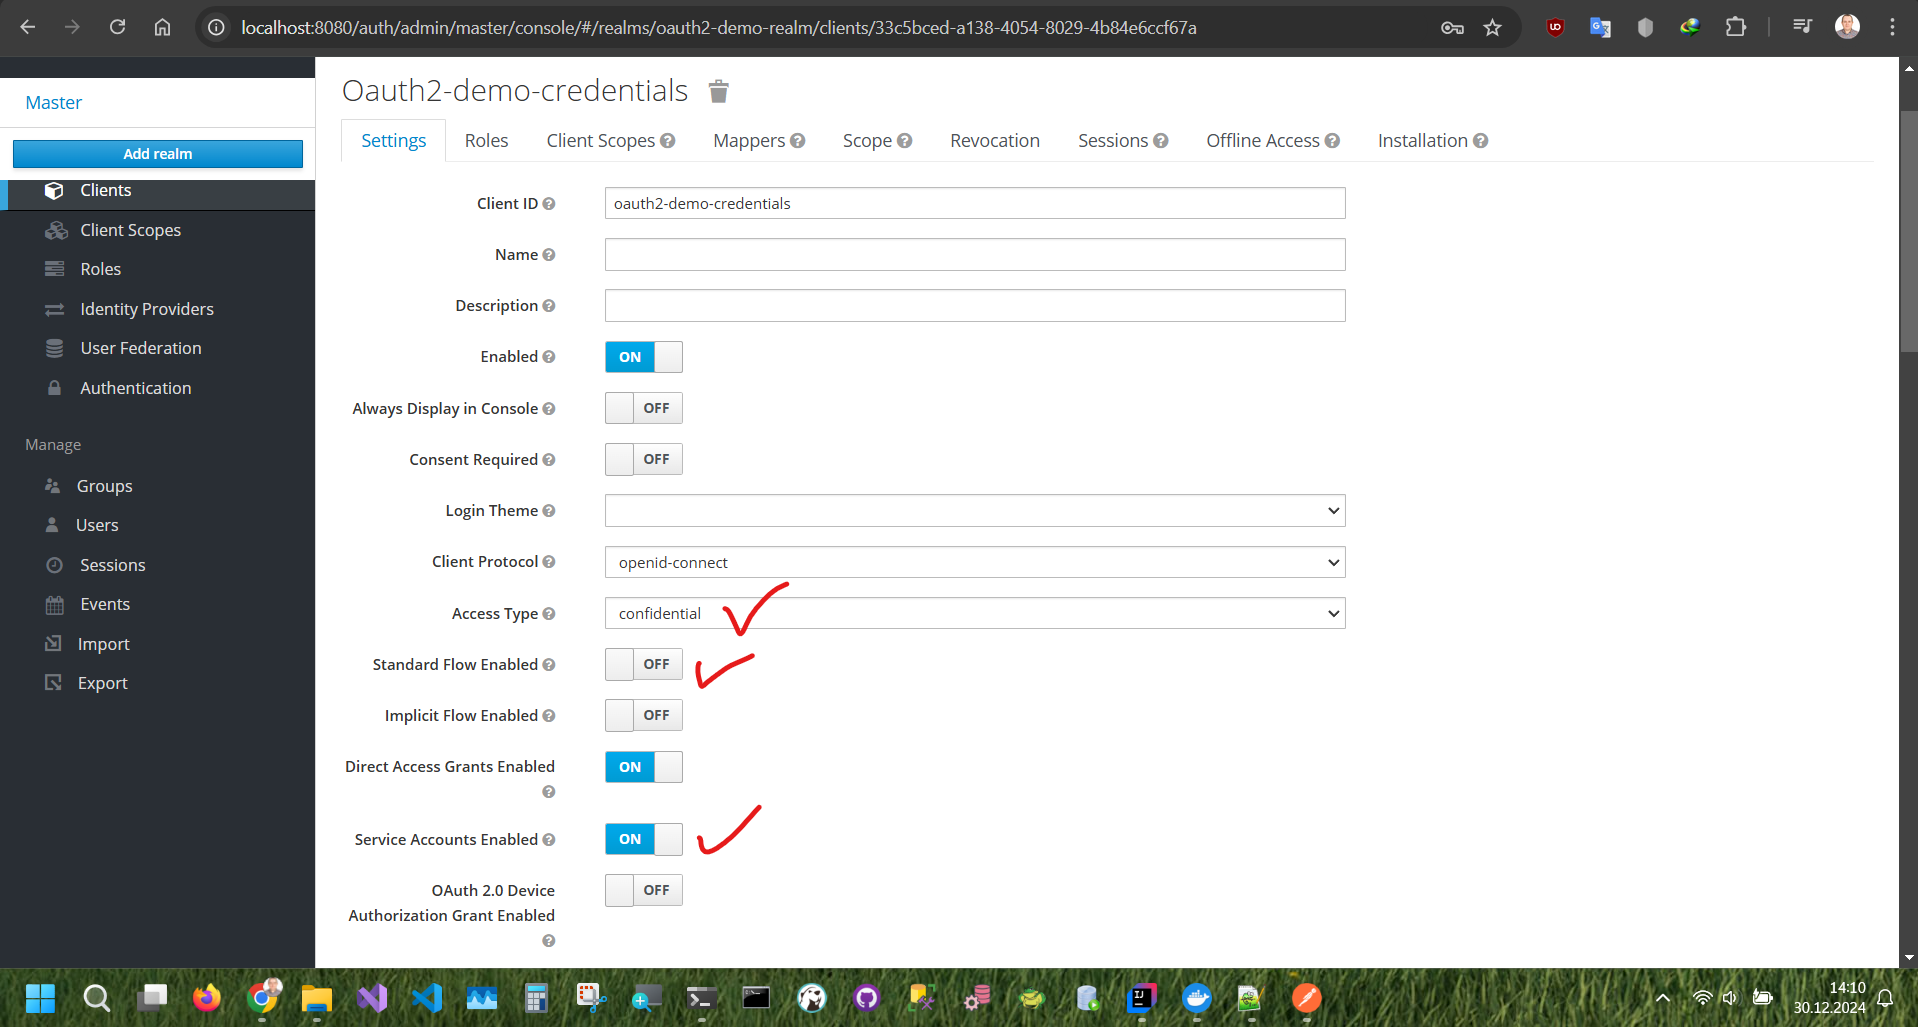 localhost:8080/auth/admin/master/console/#/realms/oauth2-demo-realm/clients/33c5bced-a138-4054-8029-4b84e6ccf67a
Master
Add realm
Clients
Client Scopes
Roles
Identity Providers
User Federation
Authentication
Manage
Groups
Users
Sessions
Events
Import
Export
Oauth2-demo-credentials
Settings Roles Client Scopes Mappers Scope Revocation Sessions Offline Access Installation
Client ID oauth2-demo-credentials
Name
Description
Enabled ON
Always Display in Console OFF
Consent Required OFF
Login Theme
Client Protocol openid-connect
Access Type confidential
Standard Flow Enabled OFF
Implicit Flow Enabled OFF
Direct Access Grants Enabled ON
Service Accounts Enabled ON
OAuth 2.0 Device OFF
Authorization Grant Enabled
14:10
30.12.2024